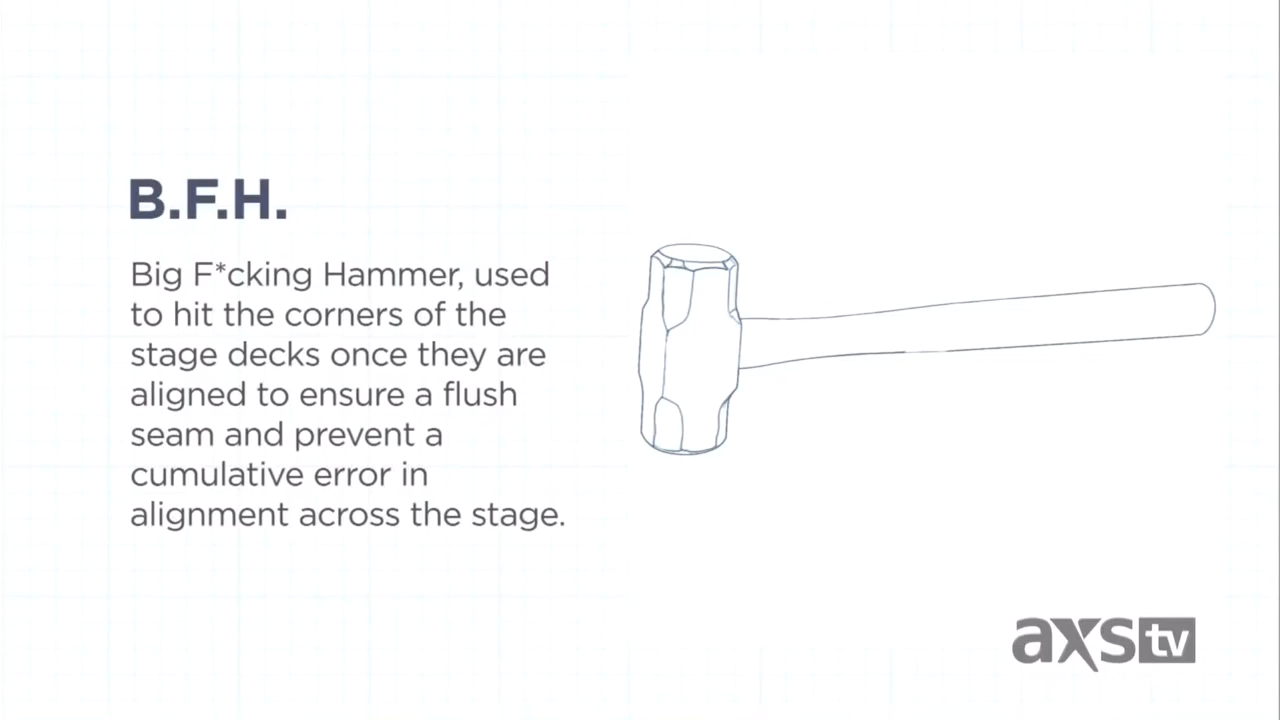 B.F.H.
Big F*cking Hammer, used
to hit the corners of the
stage decks once they are
aligned to ensure a flush
seam and prevent a
cumulative error in
alignment across the stage.
axs tv